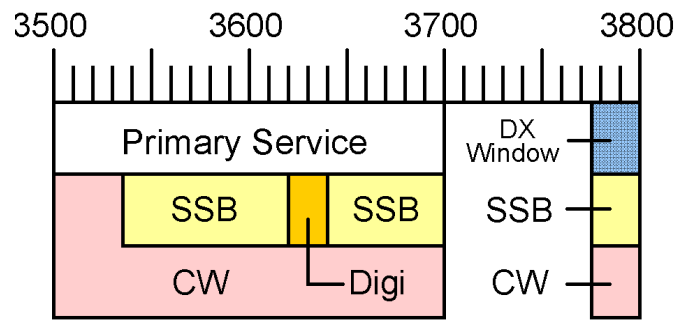 3500 3600 3700 3800
Primary Service
DX
Window
SSB SSB SSB
CW Digi CW